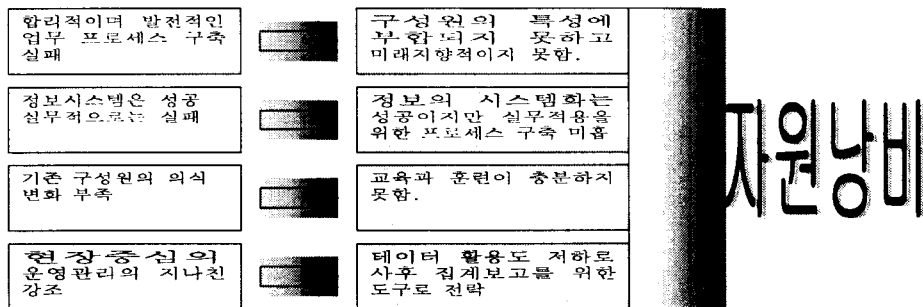 합리적이며 발전적인
업무 프로세스 구축
실패
구성원의 특성에
부합되지 못하고
미래지향적이지 못함.
정보시스템은 성공
실무적으로는 실패
정보의 시스템화는
성공이지만 실무적용을
위한 프로세스 구축 미흡
기존 구성원의 의식
변화 부족
교육과 훈련이 충분하지
못함.
현장중심의
운영관리의 지나친
강조
테이터 활용도 저하로
사후 집계보고를 위한
도구로 전락
자원낭비